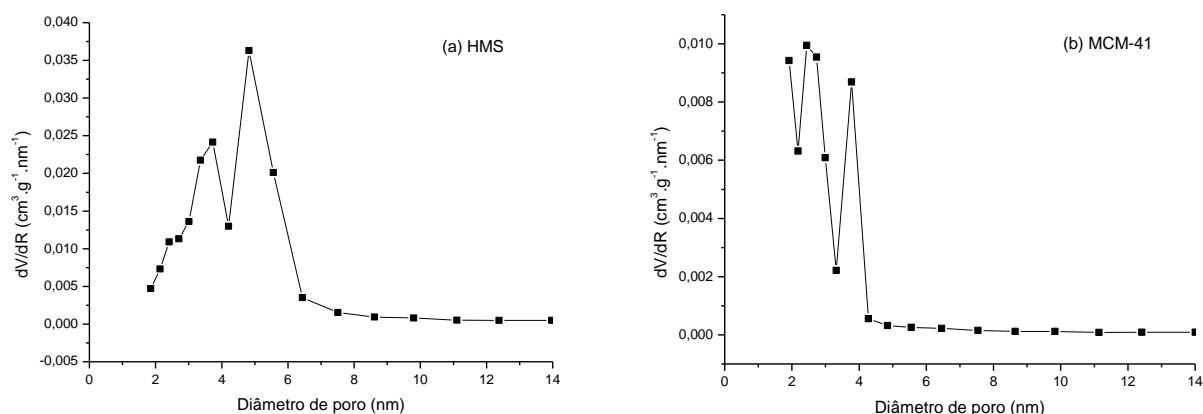 (a) HMS
0,040
0,035
0,030
0,025
0,020
0,015
0,010
0,005
0,000
-0,005
dV/dR (cm³.g⁻¹.nm⁻¹)
0 2 4 6 8 10 12 14
Diâmetro de poro (nm)
(b) MCM-41
0,010
0,008
0,006
0,004
0,002
0,000
dV/dR (cm³.g⁻¹.nm⁻¹)
0 2 4 6 8 10 12 14
Diâmetro de poro (nm)